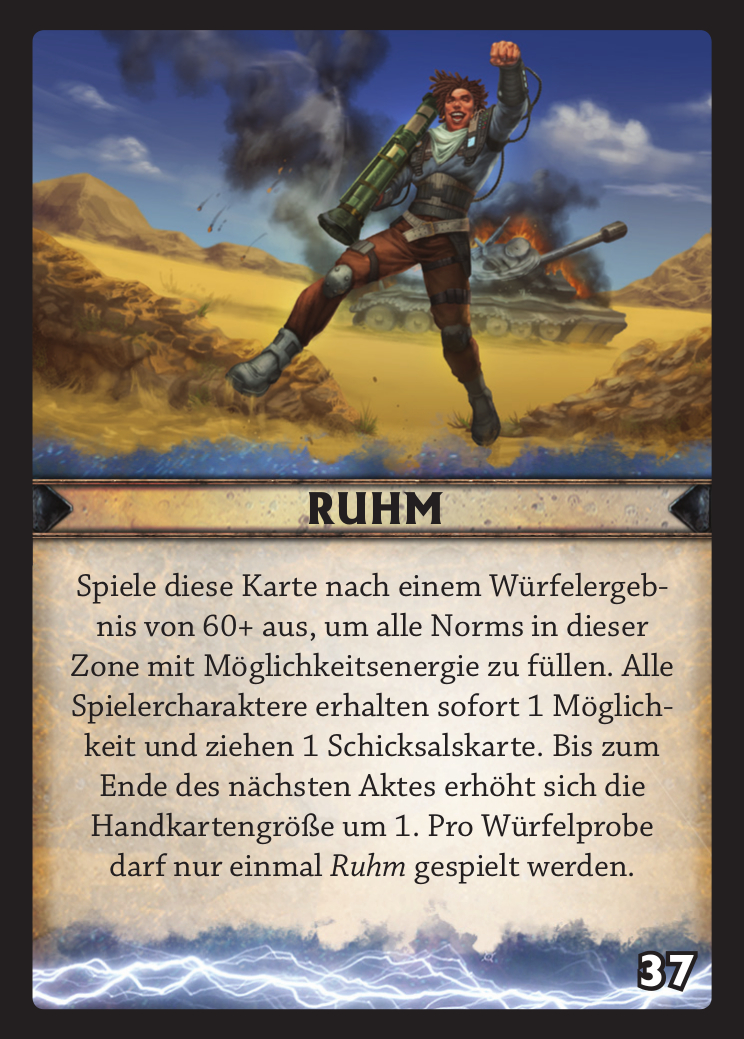 RUHM
Spiele diese Karte nach einem Würfelergeb-
nis von 60+ aus, um alle Norms in dieser
Zone mit Möglichkeitsenergie zu füllen. Alle
Spielercharaktere erhalten sofort 1 Möglich-
keit und ziehen 1 Schicksalskarte. Bis zum
Ende des nächsten Aktes erhöht sich die
Handkartengröße um 1. Pro Würfelprobe
darf nur einmal Ruhm gespielt werden.
37